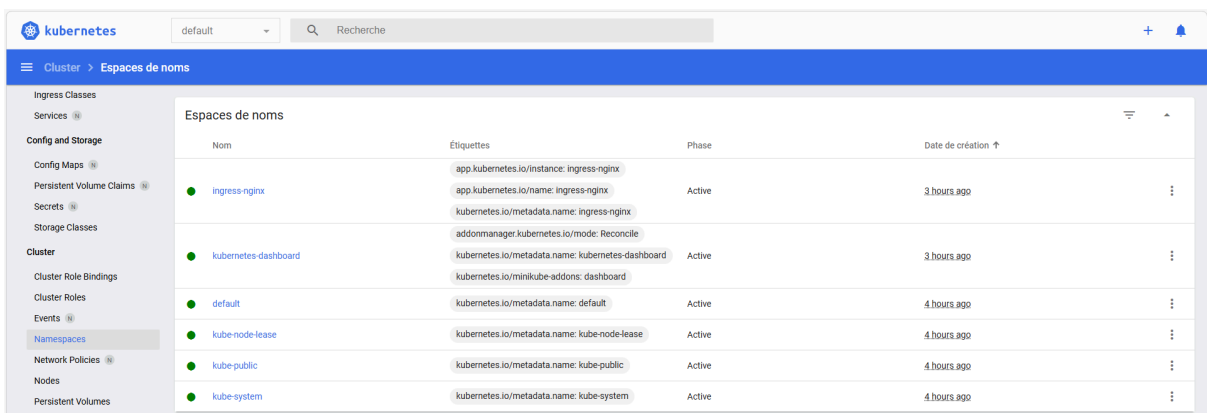 kubernetes
default
Recherche
Cluster > Espaces de noms
Ingress Classes
Services N
Config and Storage
Config Maps N
Persistent Volume Claims N
Secrets N
Storage Classes
Cluster
Cluster Role Bindings
Cluster Roles
Events N
Namespaces
Network Policies N
Nodes
Persistent Volumes
Espaces de noms
Nom Étiquettes Phase Date de création
app.kubernetes.io/instance: ingress-nginx
ingress-nginx app.kubernetes.io/name: ingress-nginx Active 3 hours ago
kubernetes.io/metadata.name: ingress-nginx
addonmanager.kubernetes.io/mode: Reconcile
kubernetes-dashboard kubernetes.io/metadata.name: kubernetes-dashboard Active 3 hours ago
kubernetes.io/minikube-addons: dashboard
default kubernetes.io/metadata.name: default Active 4 hours ago
kube-node-lease kubernetes.io/metadata.name: kube-node-lease Active 4 hours ago
kube-public kubernetes.io/metadata.name: kube-public Active 4 hours ago
kube-system kubernetes.io/metadata.name: kube-system Active 4 hours ago